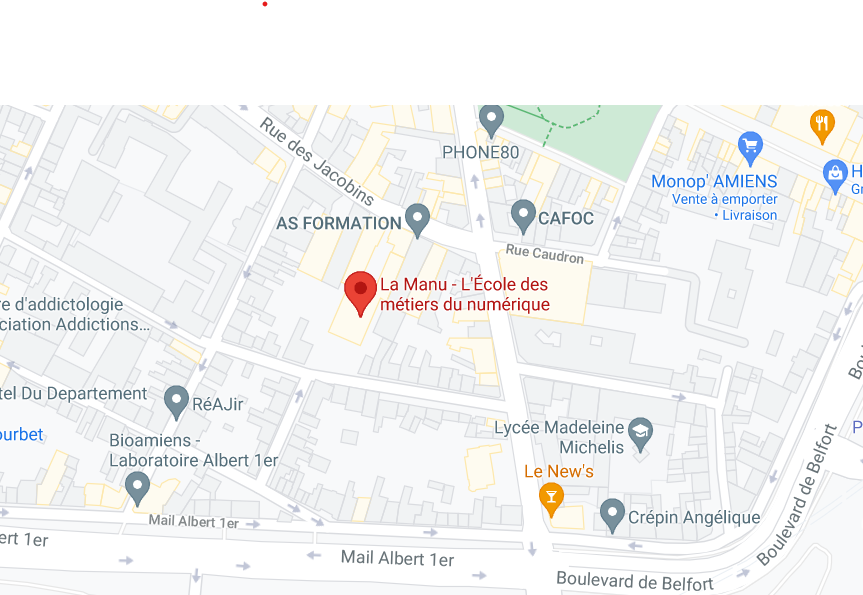 Rue des Jacobins
PHONE80
Monop' AMIENS
Vente à emporter
• Livraison
H
Gr
AS FORMATION
CAFOC
Rue Caudron
La Manu - L'École des
métiers du numérique
re d'addictologie
ciation Addictions...
Bo
tel Du Departement
RéAJir
ourbet
Bioamiens -
Laboratoire Albert 1er
Lycée Madeleine
Michelis
P
Le New's
Boulevard de Belfort
Crépin Angélique
Mail Albert 1er
ert 1er
Mail Albert 1er
Boulevard de Belfort